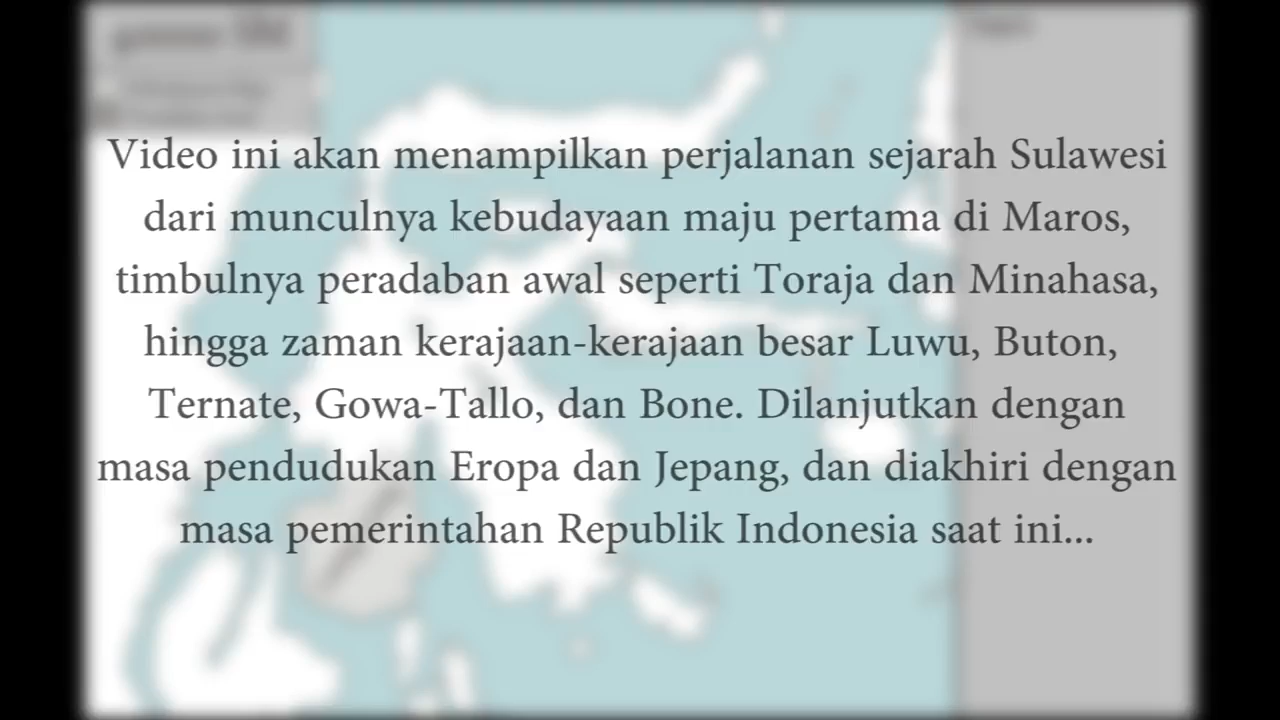 Video ini akan menampilkan perjalanan sejarah Sulawesi
dari munculnya kebudayaan maju pertama di Maros,
timbulnya peradaban awal seperti Toraja dan Minahasa,
hingga zaman kerajaan-kerajaan besar Luwu, Buton,
Ternate, Gowa-Tallo, dan Bone. Dilanjutkan dengan
masa pendudukan Eropa dan Jepang, dan diakhiri dengan
masa pemerintahan Republik Indonesia saat ini...